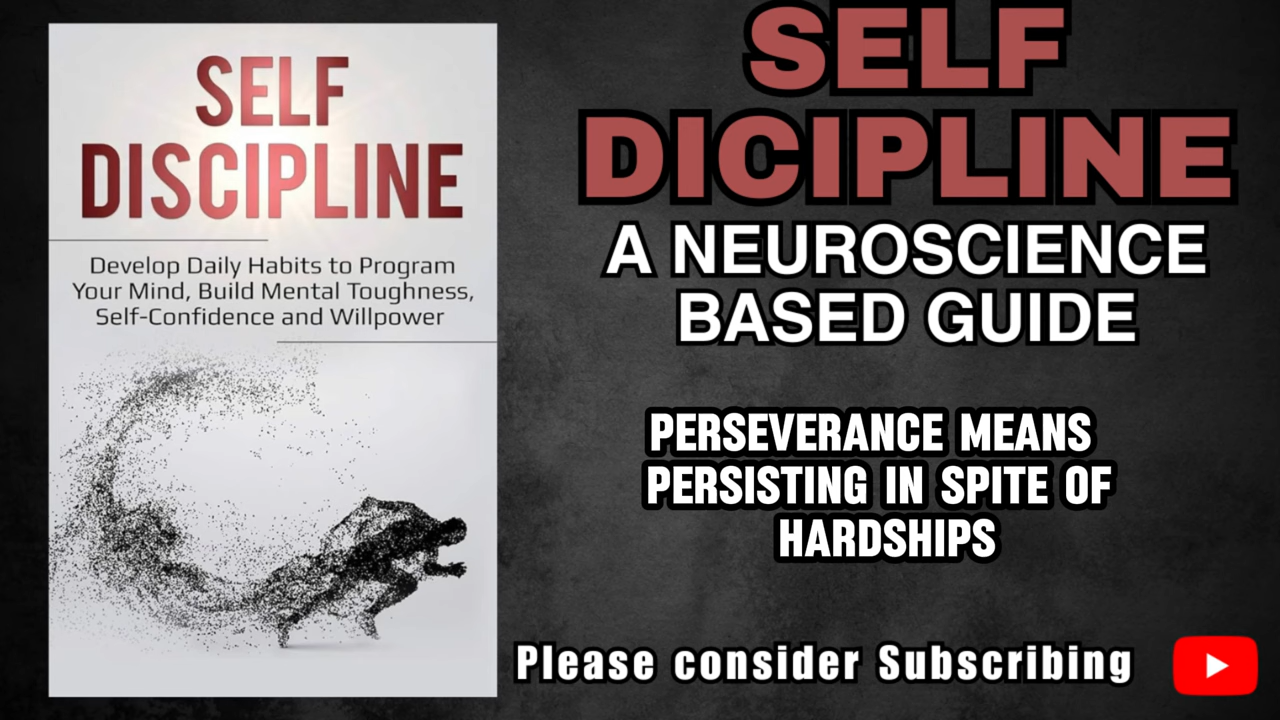 SELF
DISCIPLINE
Develop Daily Habits to Program
Your Mind, Build Mental Toughness,
Self-Confidence and Willpower
SELF
DICIPLINE
A NEUROSCIENCE
BASED GUIDE
PERSEVERANCE MEANS
PERSISTING IN SPITE OF
HARDSHIPS
Please consider Subscribing